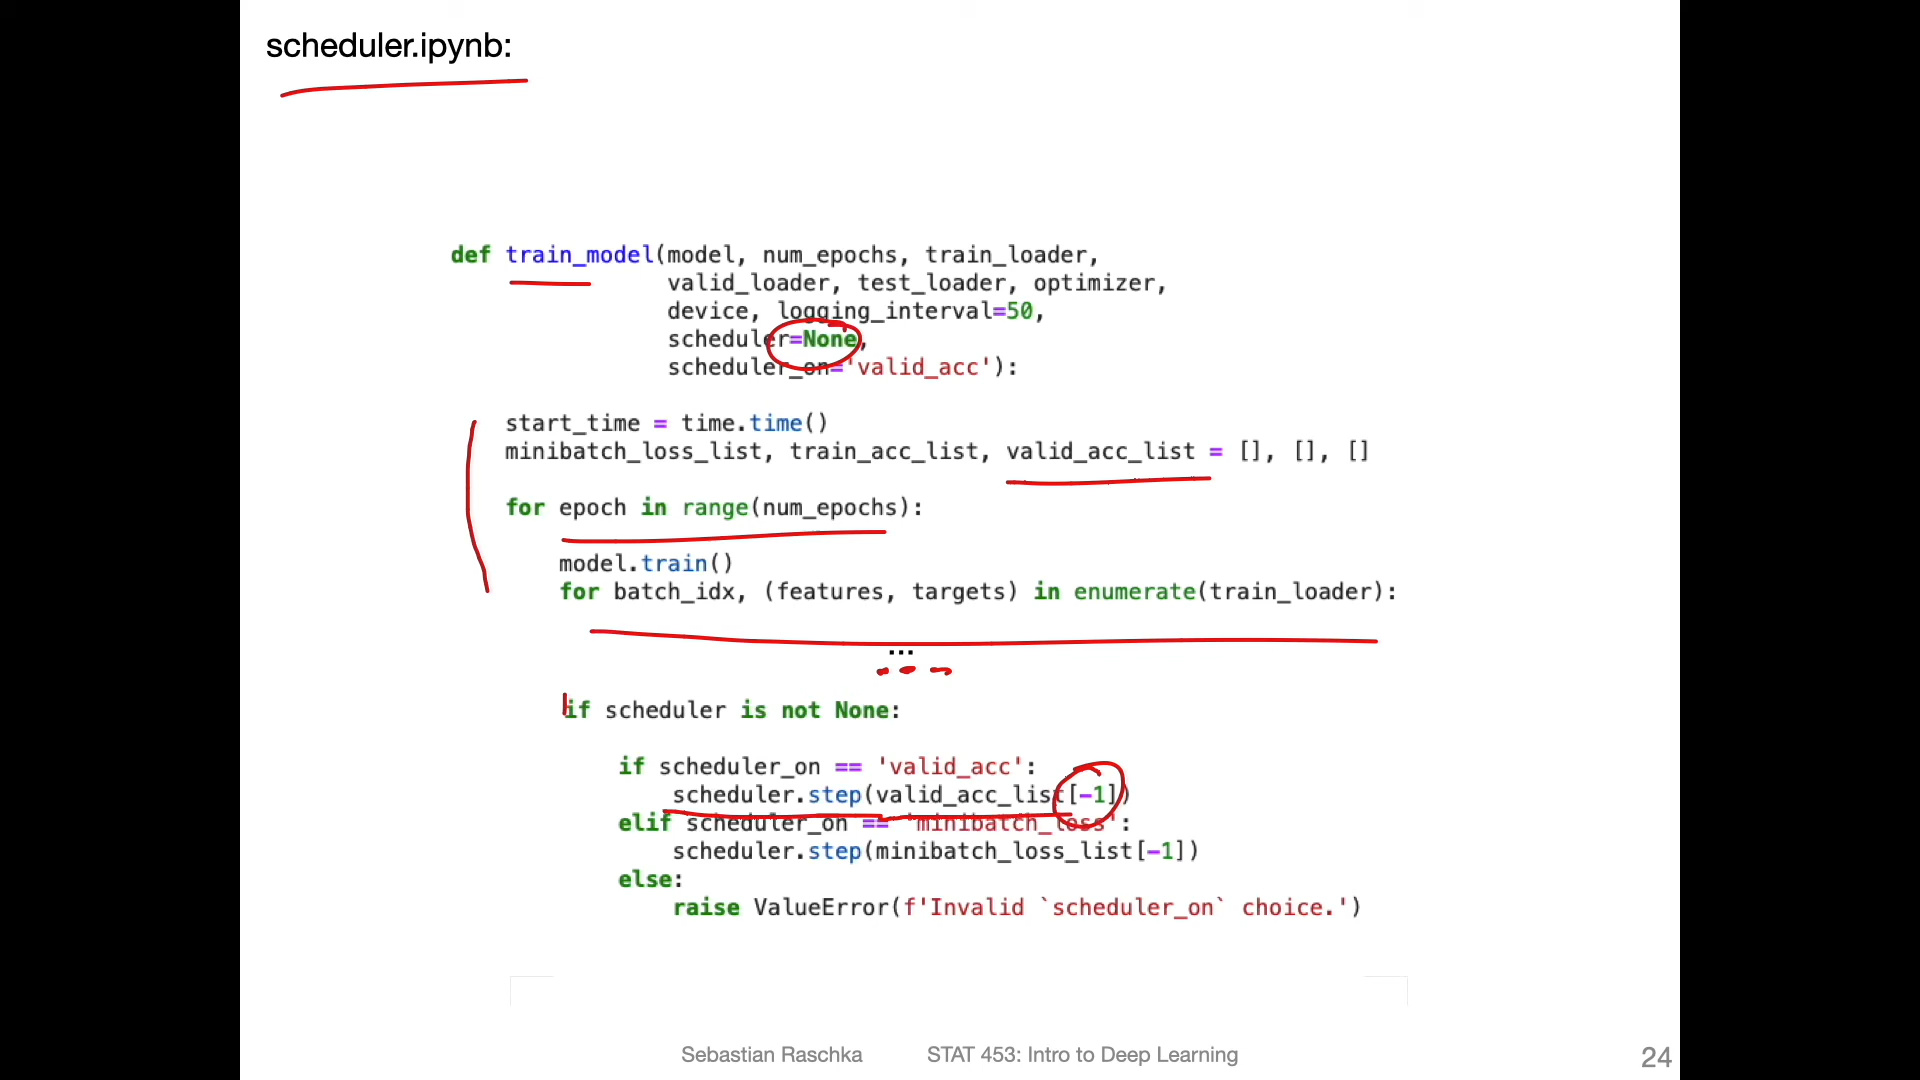 scheduler.ipynb:
def train_model(model, num_epochs, train_loader,
valid_loader, test_loader, optimizer,
device, logging_interval=50,
scheduler=None,
scheduler_on='valid_acc'):
start_time = time.time()
minibatch_loss_list, train_acc_list, valid_acc_list = [], [], []
for epoch in range(num_epochs):
model.train()
for batch_idx, (features, targets) in enumerate(train_loader):
...
if scheduler is not None:
if scheduler_on == 'valid_acc':
scheduler.step(valid_acc_list[-1])
elif scheduler_on == 'minibatch_loss':
scheduler.step(minibatch_loss_list[-1])
else:
raise ValueError(f'Invalid `scheduler_on` choice.')
Sebastian Raschka STAT 453: Intro to Deep Learning 24